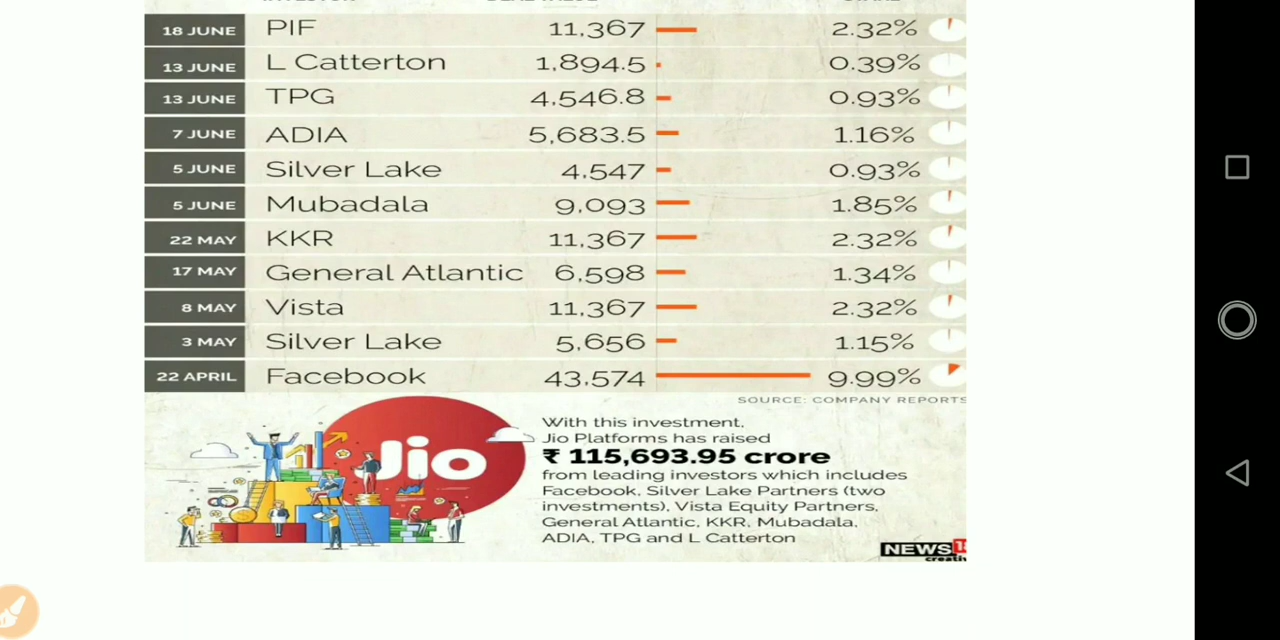 18 JUNE PIF 11,367 2.32%
13 JUNE L Catterton 1,894.5 0.39%
13 JUNE TPG 4,546.8 0.93%
7 JUNE ADIA 5,683.5 1.16%
5 JUNE Silver Lake 4,547 0.93%
5 JUNE Mubadala 9,093 1.85%
22 MAY KKR 11,367 2.32%
17 MAY General Atlantic 6,598 1.34%
8 MAY Vista 11,367 2.32%
3 MAY Silver Lake 5,656 1.15%
22 APRIL Facebook 43,574 9.99%
SOURCE: COMPANY REPORTS
Jio
With this investment,
Jio Platforms has raised
₹ 115,693.95 crore
from leading investors which includes
Facebook, Silver Lake Partners (two
investments), Vista Equity Partners,
General Atlantic, KKR, Mubadala,
ADIA, TPG and L Catterton
NEWS